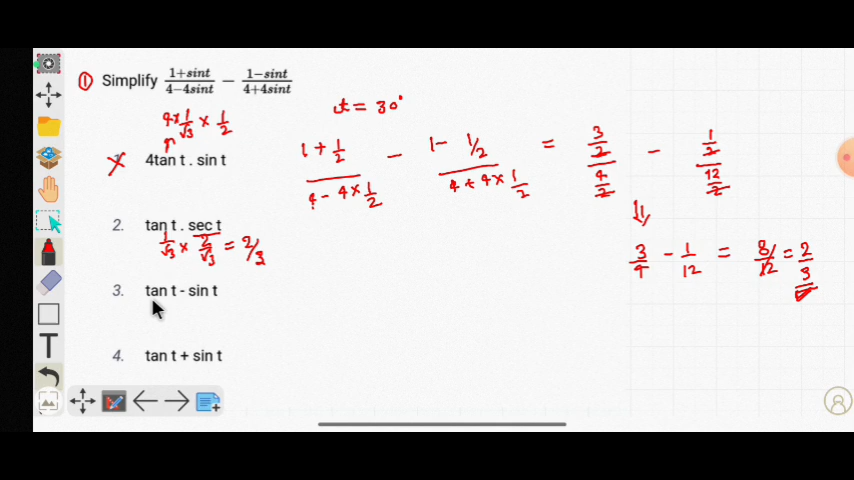 ① Simplify (1+sint)/(4−4sint) − (1−sint)/(4+4sint)
t = 30°
4×1/√3 × 1/2
1. 4tan t . sin t
(1 + 1/2)/(4 − 4×1/2) − (1 − 1/2)/(4 + 4×1/2) = (3/2)/(4/2) − (1/2)/(12/2)
2. tan t . sec t
1/√3 × 2/√3 = 2/3
3/4 − 1/12 = 8/12 = 2/3
3. tan t - sin t
4. tan t + sin t
T